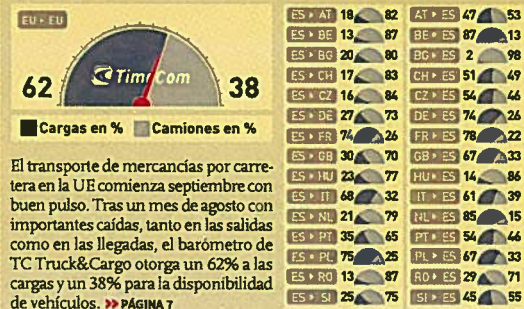 EU ▸ EU
TimoCom
62 38
Cargas en % Camiones en %
El transporte de mercancías por carre-
tera en la UE comienza septiembre con
buen pulso. Tras un mes de agosto con
importantes caídas, tanto en las salidas
como en las llegadas, el barómetro de
TC Truck&Cargo otorga un 62% a las
cargas y un 38% para la disponibilidad
de vehículos. >> PÁGINA 7
ES ▸ AT 18 82
ES ▸ BE 13 87
ES ▸ BG 20 80
ES ▸ CH 17 83
ES ▸ CZ 16 84
ES ▸ DE 27 73
ES ▸ FR 74 26
ES ▸ GB 30 70
ES ▸ HU 23 77
ES ▸ IT 68 32
ES ▸ NL 21 79
ES ▸ PT 35 65
ES ▸ PL 75 25
ES ▸ RO 13 87
ES ▸ SI 25 75
AT ▸ ES 47 53
BE ▸ ES 87 13
BG ▸ ES 2 98
CH ▸ ES 51 49
CZ ▸ ES 54 46
DE ▸ ES 74 26
FR ▸ ES 78 22
GB ▸ ES 67 33
HU ▸ ES 14 86
IT ▸ ES 61 39
NL ▸ ES 85 15
PT ▸ ES 54 46
PL ▸ ES 67 33
RO ▸ ES 29 71
SI ▸ ES 45 55